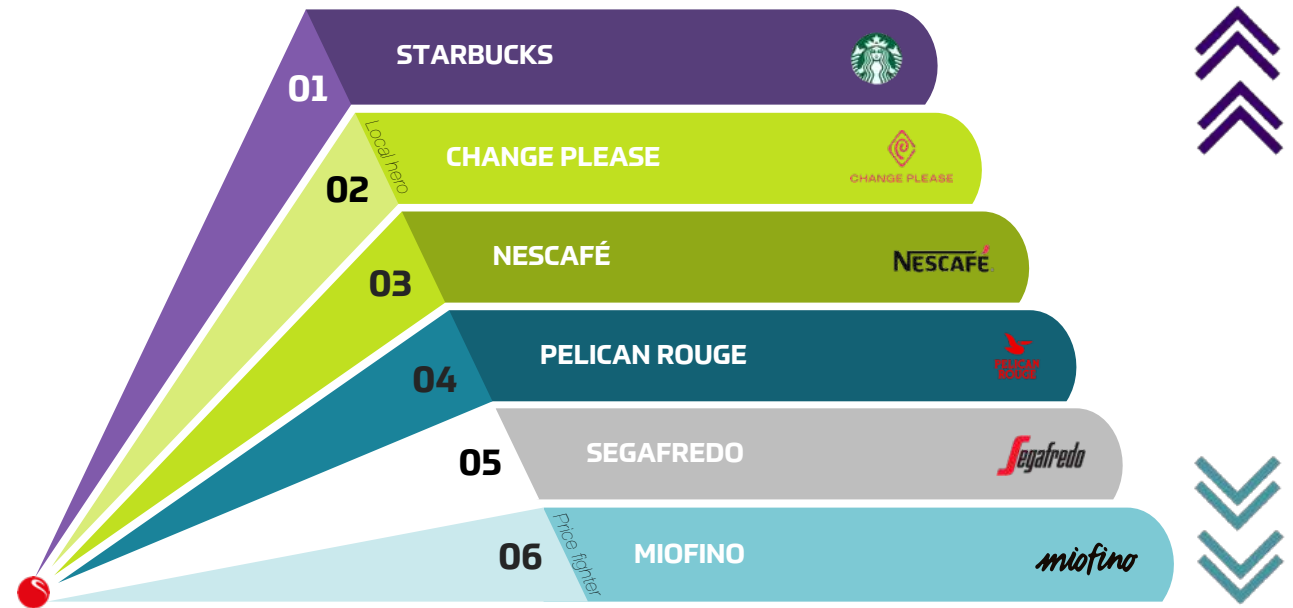 01
STARBUCKS
Local hero
02
CHANGE PLEASE
CHANGE PLEASE
03
NESCAFÉ
NESCAFÉ
04
PELICAN ROUGE
PELICAN
ROUGE
05
SEGAFREDO
Segafredo
Price fighter
06
MIOFINO
miofino